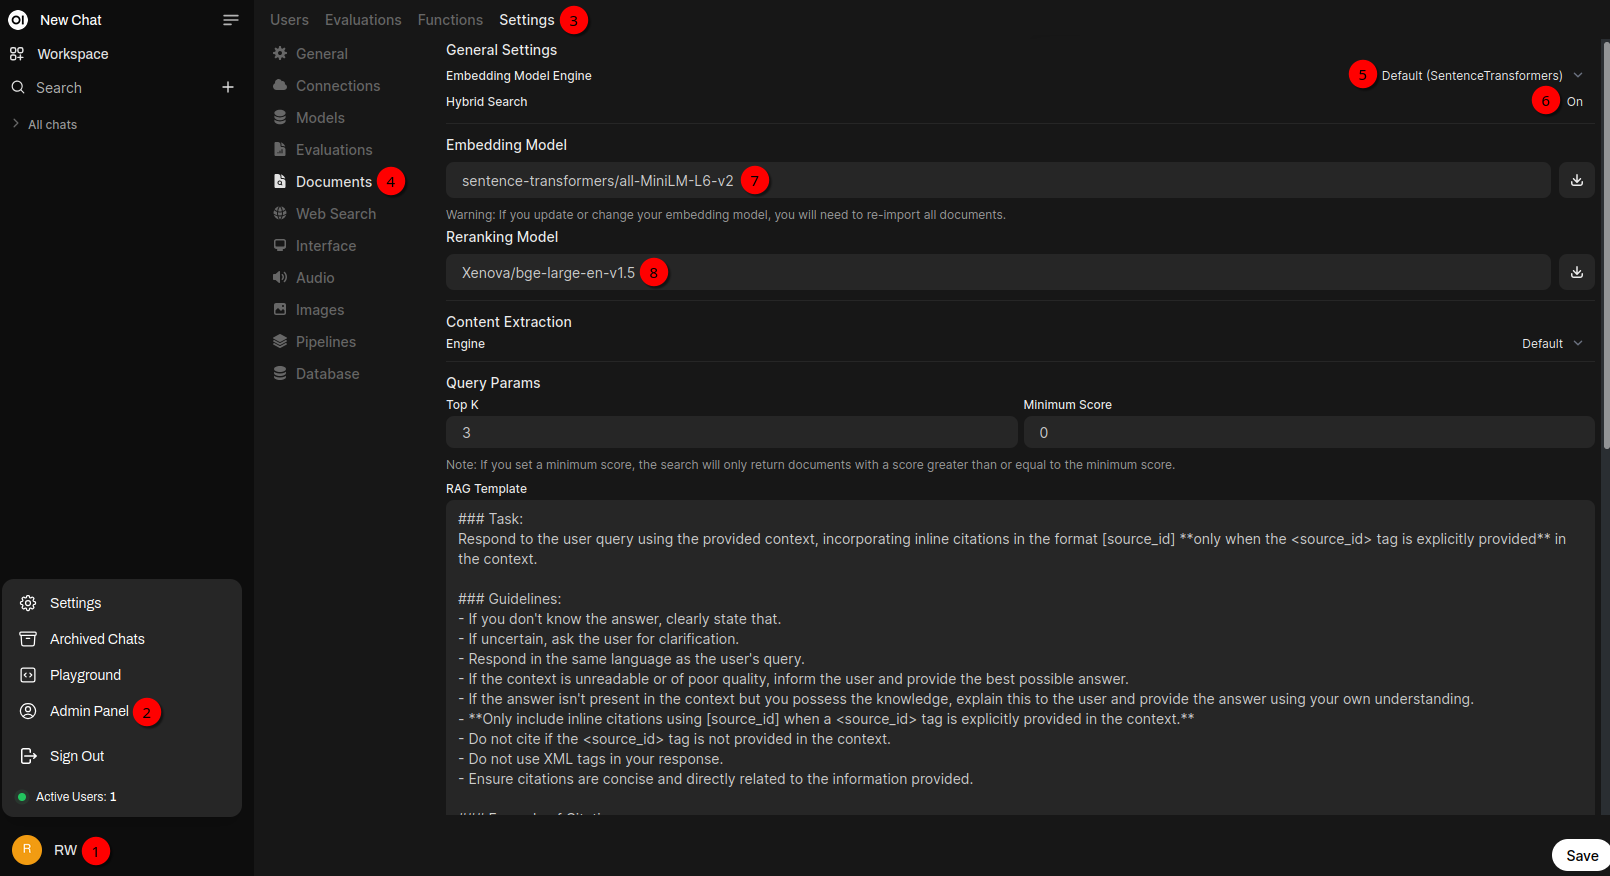 New Chat
Workspace
Search
All chats
Settings
Archived Chats
Playground
Admin Panel 2
Sign Out
Active Users: 1
R RW 1
Users Evaluations Functions Settings 3
General
Connections
Models
Evaluations
Documents 4
Web Search
Interface
Audio
Images
Pipelines
Database
General Settings
Embedding Model Engine 5 Default (SentenceTransformers)
Hybrid Search 6 On
Embedding Model
sentence-transformers/all-MiniLM-L6-v2 7
Warning: If you update or change your embedding model, you will need to re-import all documents.
Reranking Model
Xenova/bge-large-en-v1.5 8
Content Extraction
Engine Default
Query Params
Top K Minimum Score
3 0
Note: If you set a minimum score, the search will only return documents with a score greater than or equal to the minimum score.
RAG Template
### Task:
Respond to the user query using the provided context, incorporating inline citations in the format [source_id] **only when the <source_id> tag is explicitly provided** in
the context.
### Guidelines:
- If you don't know the answer, clearly state that.
- If uncertain, ask the user for clarification.
- Respond in the same language as the user's query.
- If the context is unreadable or of poor quality, inform the user and provide the best possible answer.
- If the answer isn't present in the context but you possess the knowledge, explain this to the user and provide the answer using your own understanding.
- **Only include inline citations using [source_id] when a <source_id> tag is explicitly provided in the context.**
- Do not cite if the <source_id> tag is not provided in the context.
- Do not use XML tags in your response.
- Ensure citations are concise and directly related to the information provided.
Save